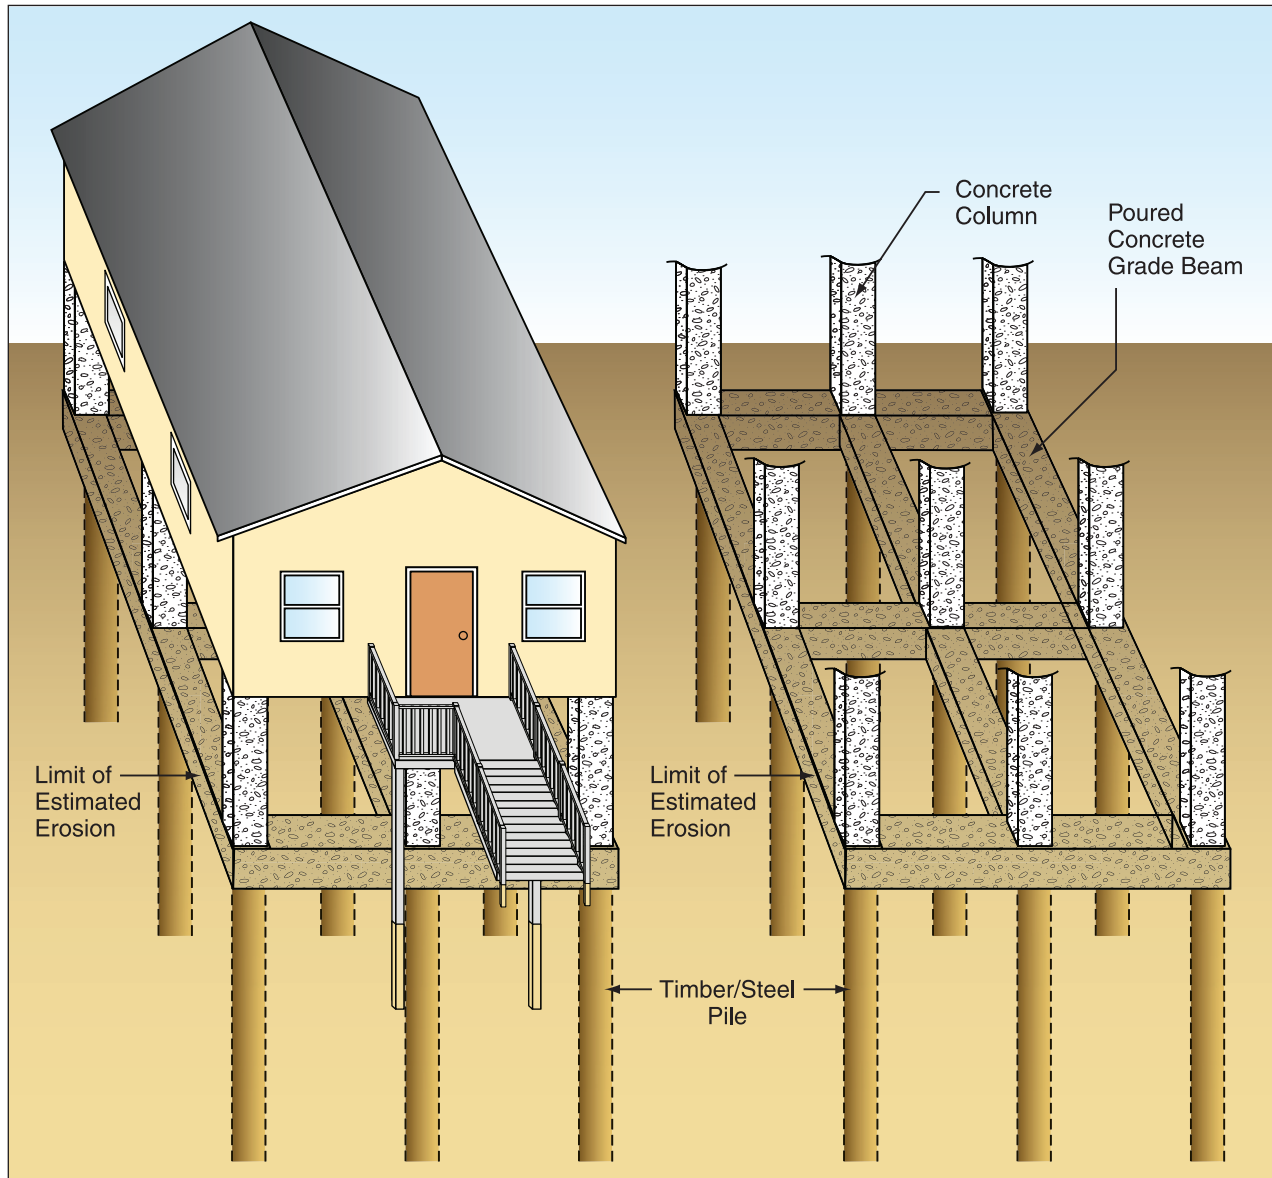 Concrete
Column
Poured
Concrete
Grade Beam
Limit of
Estimated
Erosion
Limit of
Estimated
Erosion
Timber/Steel
Pile